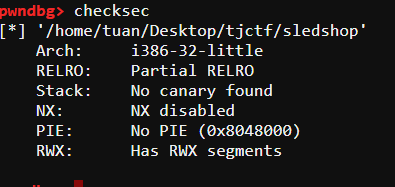 pwndbg> checksec
[*] '/home/tuan/Desktop/tjctf/sledshop'
Arch: i386-32-little
RELRO: Partial RELRO
Stack: No canary found
NX: NX disabled
PIE: No PIE (0x8048000)
RWX: Has RWX segments